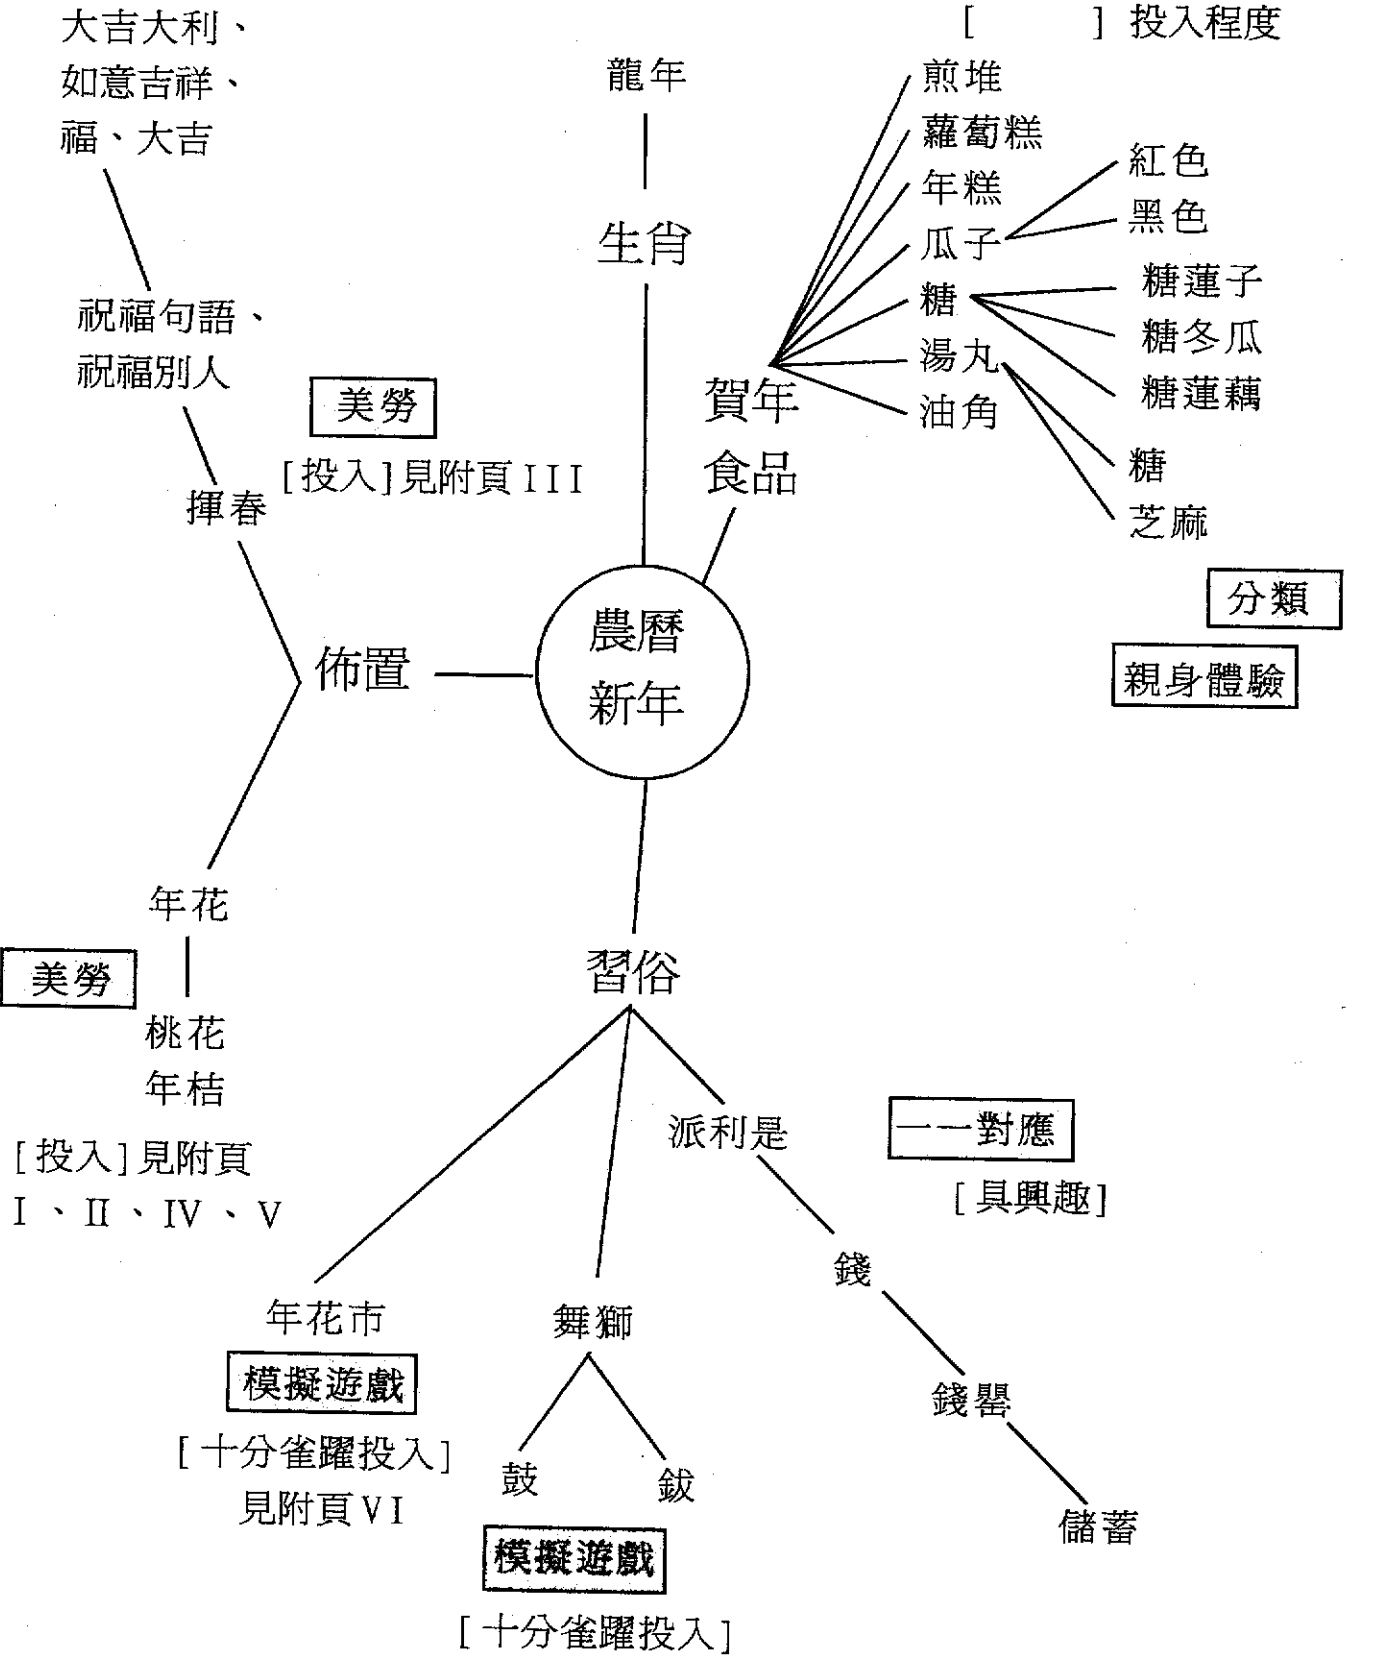 大吉大利、
如意吉祥、
福、大吉
祝福句語、
祝福別人
美勞
[投入]見附頁III
揮春
佈置
年花
美勞
桃花
年桔
[投入]見附頁
I、II、IV、V
龍年
生肖
農曆
新年
[ ] 投入程度
賀年
食品
煎堆
蘿蔔糕
年糕
瓜子
糖
湯丸
油角
紅色
黑色
糖蓮子
糖冬瓜
糖蓮藕
糖
芝麻
分類
親身體驗
習俗
年花市
模擬遊戲
[十分雀躍投入]
見附頁VI
舞獅
鼓
鈸
模擬遊戲
[十分雀躍投入]
派利是
一一對應
[具興趣]
錢
錢罌
儲蓄